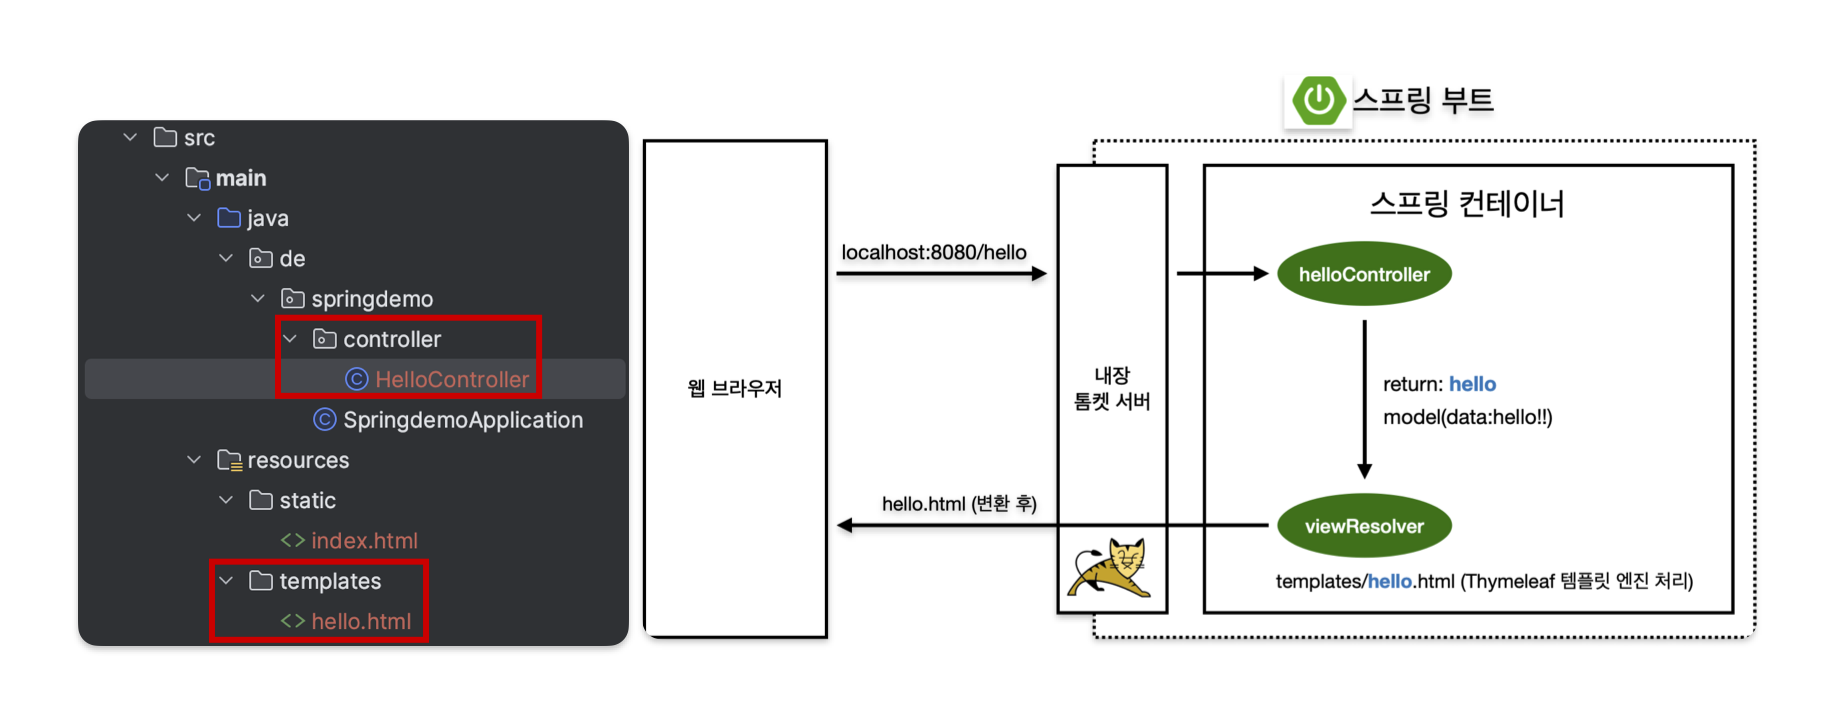 src
main
java
de
springdemo
controller
HelloController
SpringdemoApplication
resources
static
index.html
templates
hello.html
웹 브라우저
localhost:8080/hello
hello.html (변환 후)
스프링 부트
내장
톰켓 서버
스프링 컨테이너
helloController
return: hello
model(data:hello!!)
viewResolver
templates/hello.html (Thymeleaf 템플릿 엔진 처리)